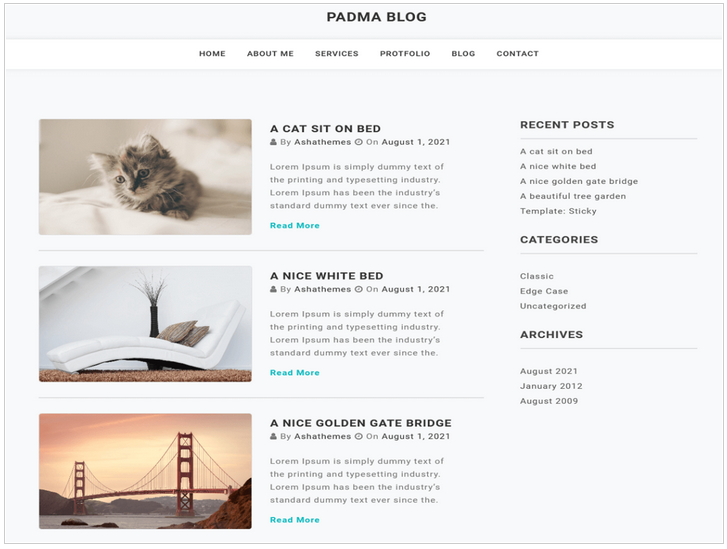 PADMA BLOG
HOME ABOUT ME SERVICES PROTFOLIO BLOG CONTACT
A CAT SIT ON BED
By Ashathemes On August 1, 2021
Lorem Ipsum is simply dummy text of
the printing and typesetting industry.
Lorem Ipsum has been the industry's
standard dummy text ever since the.
Read More
A NICE WHITE BED
By Ashathemes On August 1, 2021
Lorem Ipsum is simply dummy text of
the printing and typesetting industry.
Lorem Ipsum has been the industry's
standard dummy text ever since the.
Read More
A NICE GOLDEN GATE BRIDGE
By Ashathemes On August 1, 2021
Lorem Ipsum is simply dummy text of
the printing and typesetting industry.
Lorem Ipsum has been the industry's
standard dummy text ever since the.
Read More
RECENT POSTS
A cat sit on bed
A nice white bed
A nice golden gate bridge
A beautiful tree garden
Template: Sticky
CATEGORIES
Classic
Edge Case
Uncategorized
ARCHIVES
August 2021
January 2012
August 2009